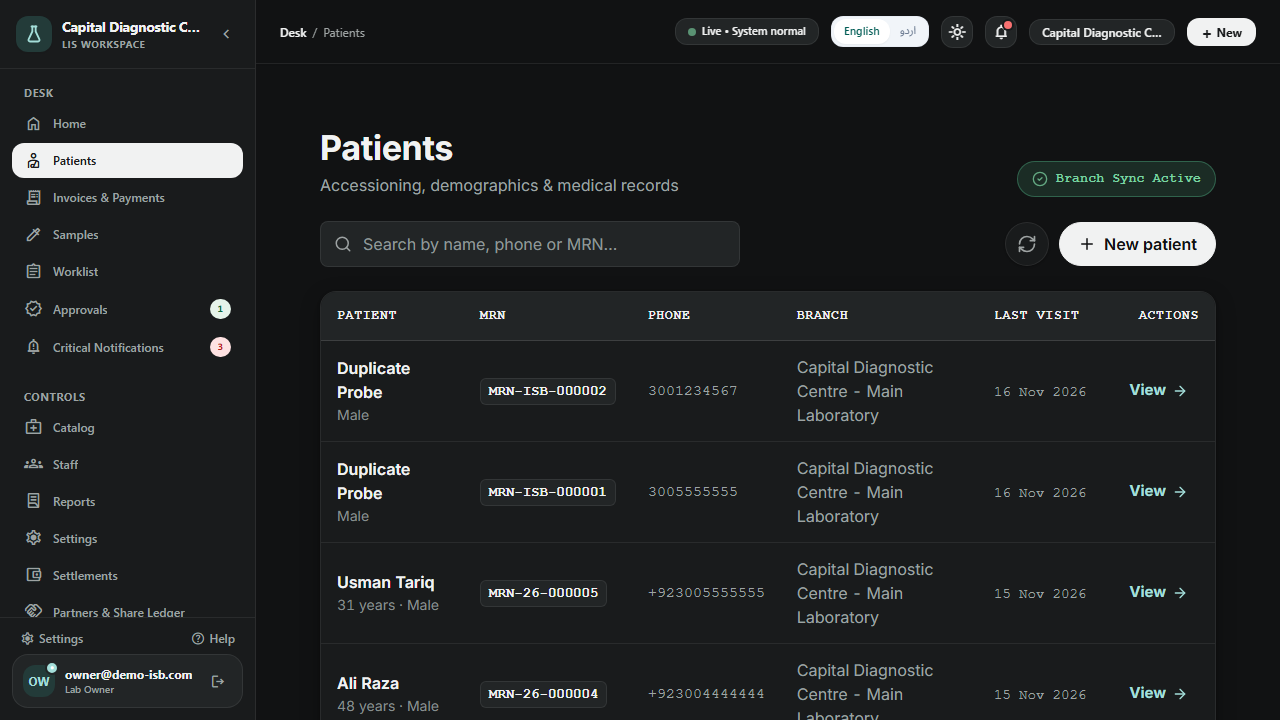 Capital Diagnostic C...
LIS WORKSPACE
DESK
Home
Patients
Invoices & Payments
Samples
Worklist
Approvals 1
Critical Notifications 3
CONTROLS
Catalog
Staff
Reports
Settings
Settlements
Partners & Share Ledger
Settings Help
OW owner@demo-isb.com
Lab Owner
Desk / Patients
Live • System normal
English اردو
Capital Diagnostic C...
+ New
Patients
Accessioning, demographics & medical records
Branch Sync Active
Search by name, phone or MRN...
+ New patient
PATIENT MRN PHONE BRANCH LAST VISIT ACTIONS
Duplicate Probe
Male
MRN-ISB-000002
3001234567
Capital Diagnostic
Centre - Main
Laboratory
16 Nov 2026
View →
Duplicate Probe
Male
MRN-ISB-000001
3005555555
Capital Diagnostic
Centre - Main
Laboratory
16 Nov 2026
View →
Usman Tariq
31 years · Male
MRN-26-000005
+923005555555
Capital Diagnostic
Centre - Main
Laboratory
15 Nov 2026
View →
Ali Raza
48 years · Male
MRN-26-000004
+923004444444
Capital Diagnostic
Centre - Main
Laboratory
15 Nov 2026
View →